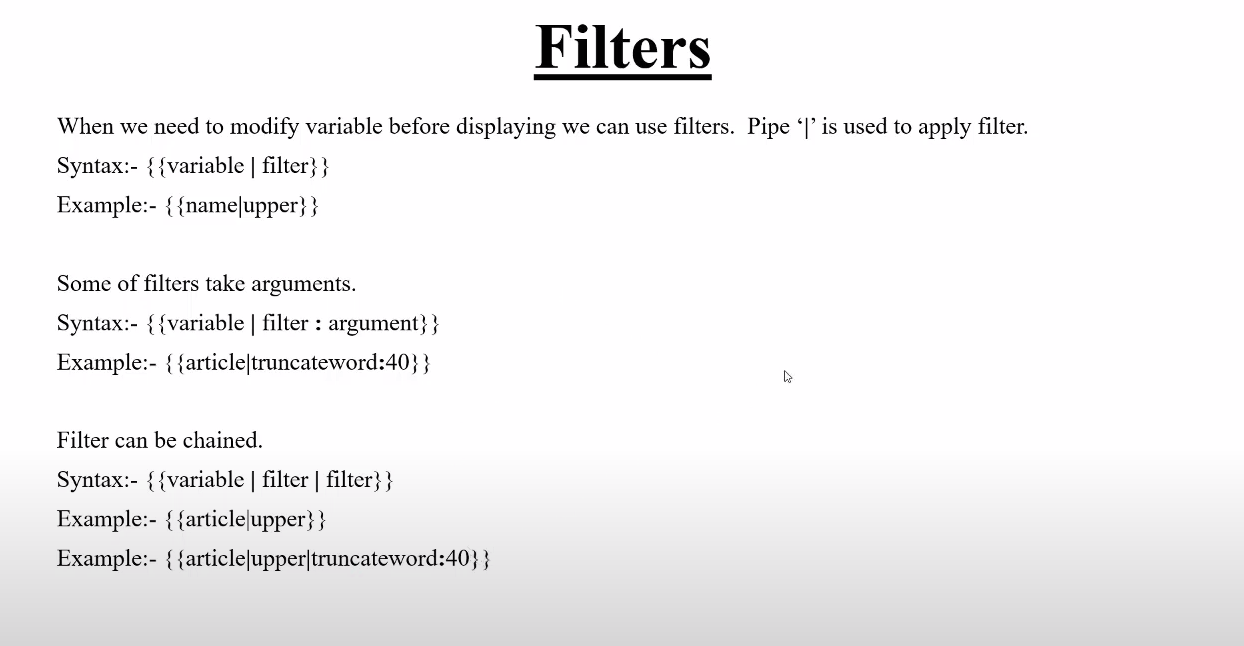 Filters
When we need to modify variable before displaying we can use filters.  Pipe ‘|’ is used to apply filter.
Syntax:- {{variable | filter}}
Example:- {{name|upper}}
Some of filters take arguments.
Syntax:- {{variable | filter : argument}}
Example:- {{article|truncateword:40}}
Filter can be chained.
Syntax:- {{variable | filter | filter}}
Example:- {{article|upper}}
Example:- {{article|upper|truncateword:40}}